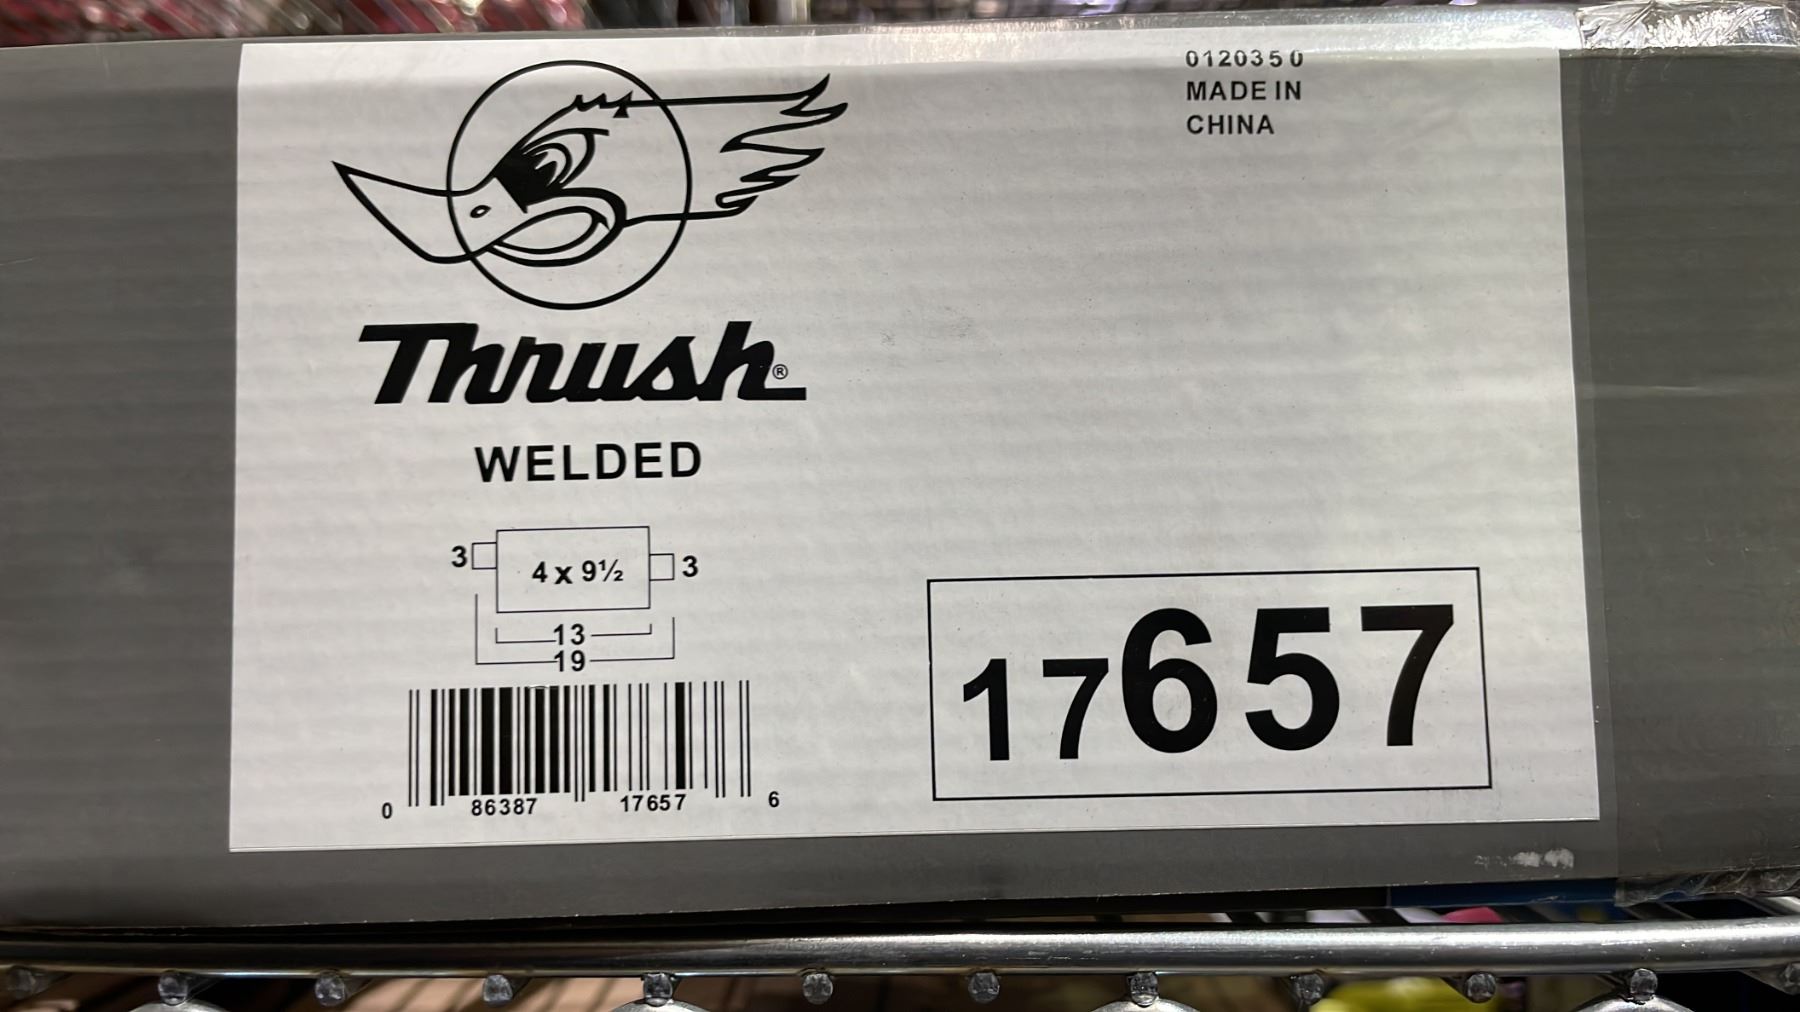 0120350
MADE IN
CHINA
Thrush®
WELDED
3 4 x 9½ 3
13
19
0 86387 17657 6
17657